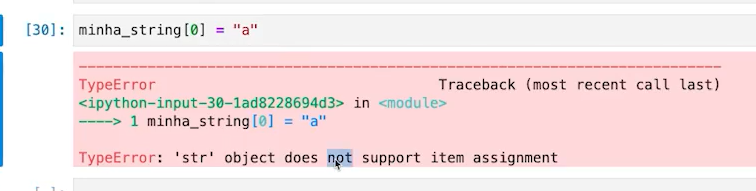 [30]: minha_string[0] = "a"
---------------------------------------------------------------------------
TypeError                                 Traceback (most recent call last)
<ipython-input-30-1ad8228694d3> in <module>
----> 1 minha_string[0] = "a"
TypeError: 'str' object does not support item assignment
[ ]: